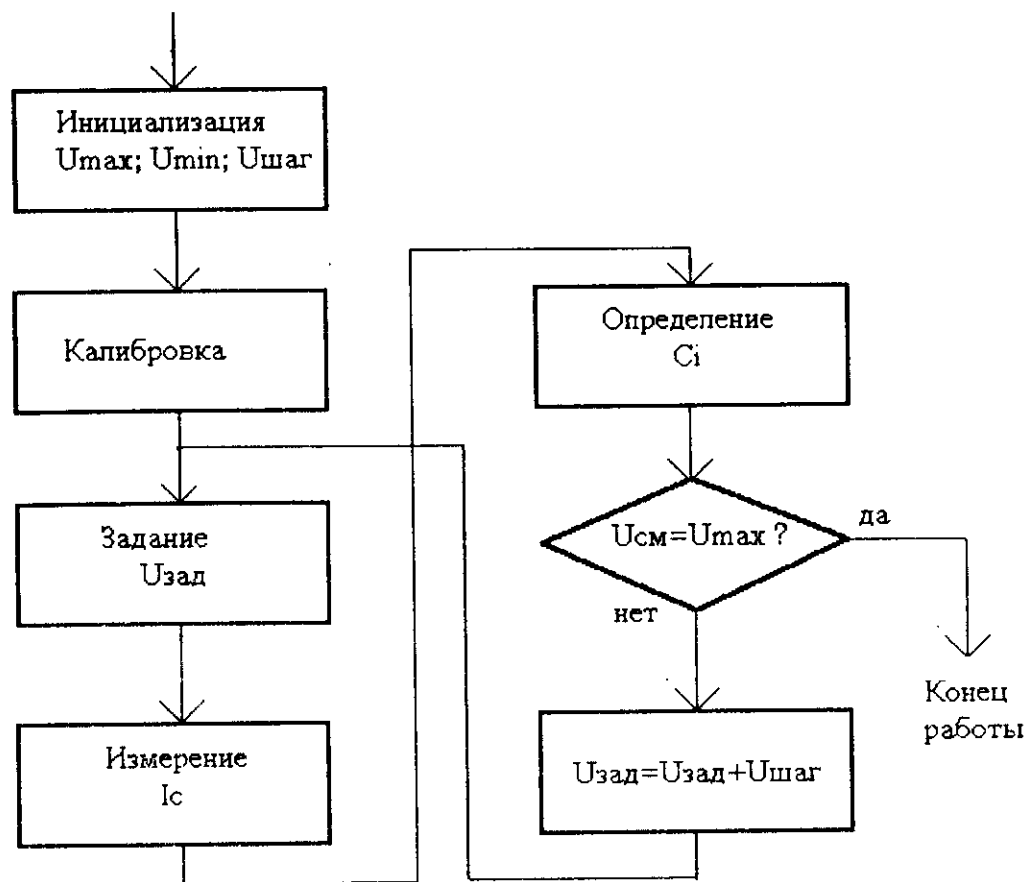 Инициализация
Umax; Umin; Uшаг
Калибровка
Задание
Uзад
Измерение
Ic
Определение
Ci
Uсм=Umax ?
да
нет
Конец
работы
Uзад=Uзад+Uшаг